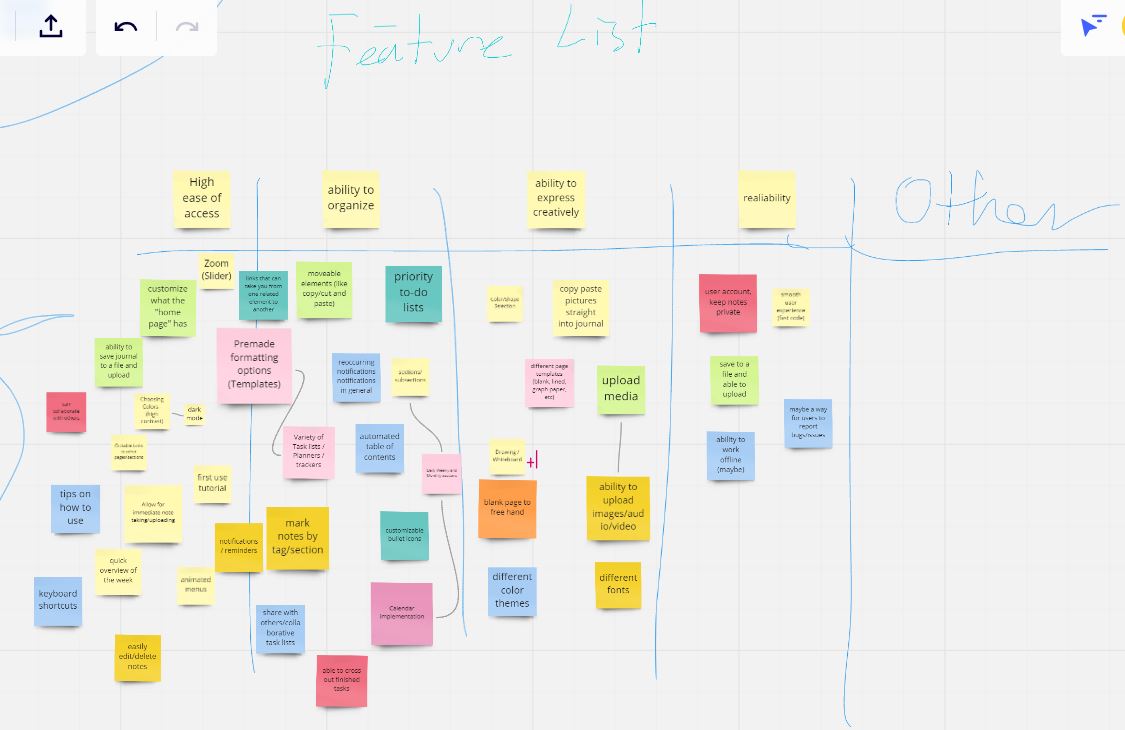 Feature List
High
ease of
access
ability to
organize
ability to
express
creatively
realiability
Other
Zoom
(Slider)
customize
what the
"home
page" has
ability to
save journal
to a file and
upload
Choosing
Colors
(High
contrast)
dark
mode
tips on
how to
use
Allow for
immediate note
taking/uploading
first use
tutorial
quick
overview of
the week
animated
menus
keyboard
shortcuts
easily
edit/delete
notes
links that can
take you from
one related
element to
another
moveable
elements (like
copy/cut and
paste)
priority
to-do
lists
Premade
formatting
options
(Templates)
reoccurring
notifications
notifications
in general
sections/
subsections
Variety of
Task lists /
Planners /
trackers
automated
table of
contents
notifications
/ reminders
mark
notes by
tag/section
customizable
bullet icons
Calendar
implementation
share with
others/colla
borative
task lists
able to cross
out finished
tasks
Color/Shape
Selection
copy paste
pictures
straight
into journal
different page
templates
(blank, lined,
graph paper,
etc)
upload
media
Drawing /
Whiteboard
+1
blank page to
free hand
ability to
upload
images/aud
io/video
different
color
themes
different
fonts
user account,
keep notes
private
smooth
user
experience
(fast code)
save to a
file and
able to
upload
maybe a way
for users to
report
bugs/issues
ability to
work
offline
(maybe)